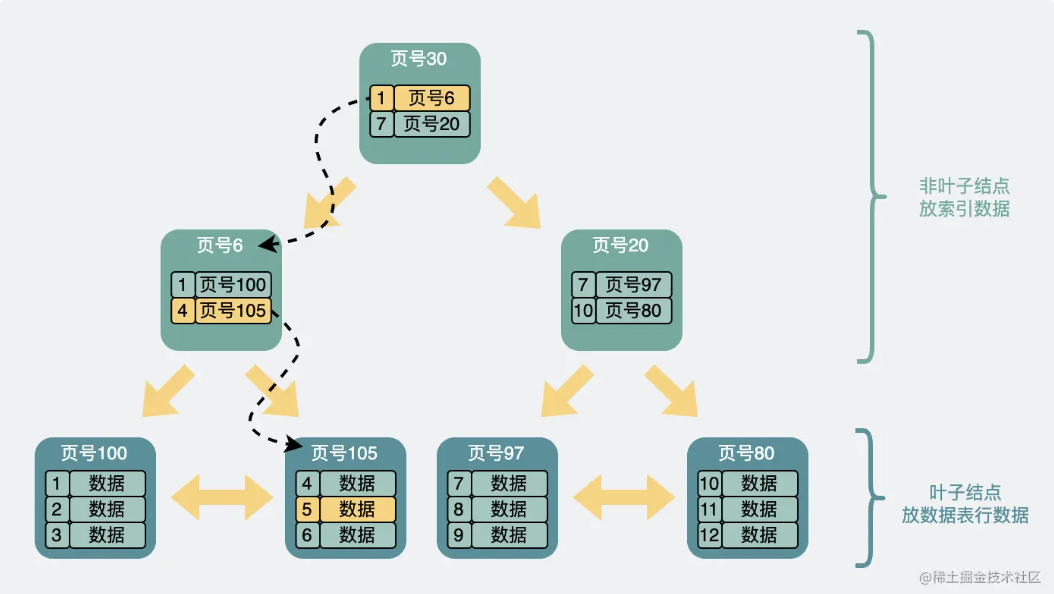 页号30
1 页号6
7 页号20
非叶子结点
放索引数据
页号6
1 页号100
4 页号105
页号20
7 页号97
10 页号80
页号100
1 数据
2 数据
3 数据
页号105
4 数据
5 数据
6 数据
页号97
7 数据
8 数据
9 数据
页号80
10 数据
11 数据
12 数据
叶子结点
放数据表行数据
@稀土掘金技术社区